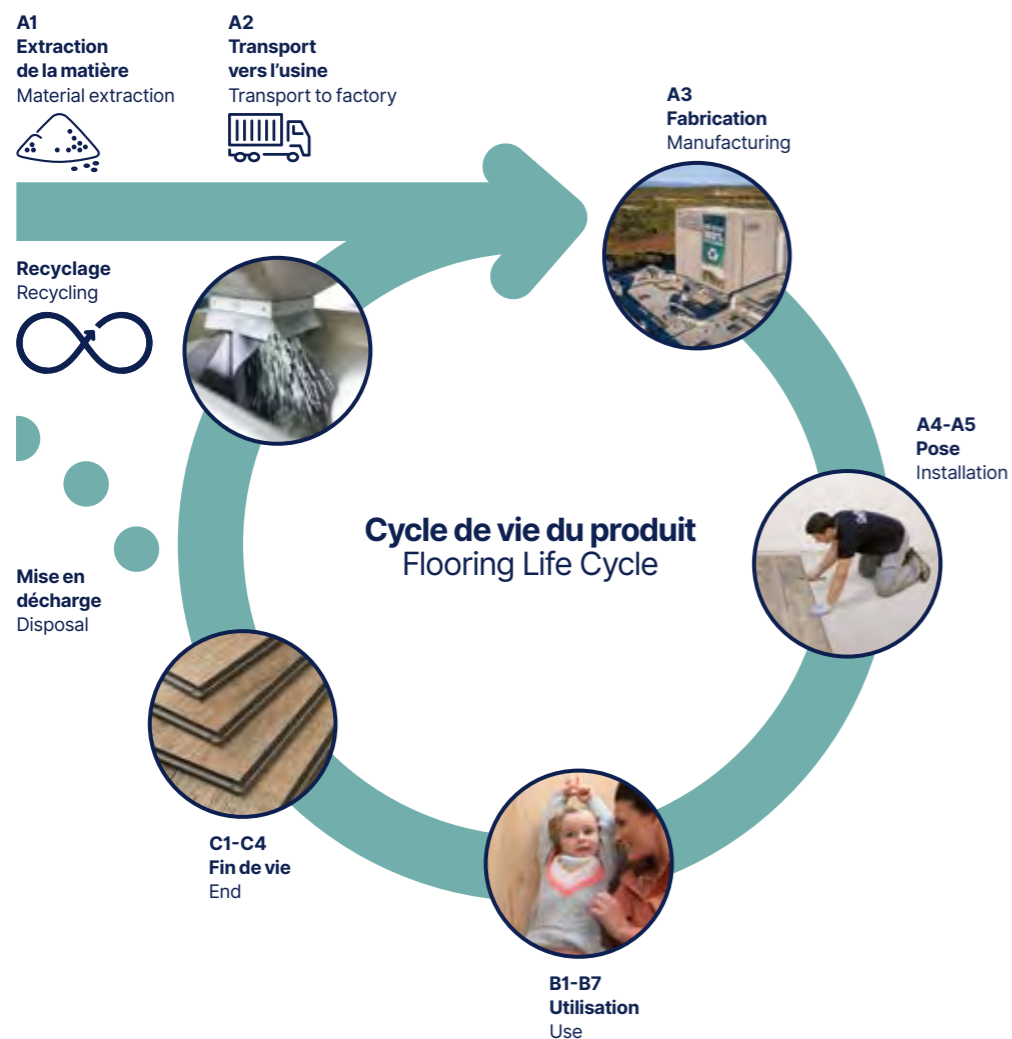 A1
Extraction
de la matière
Material extraction
A2
Transport
vers l'usine
Transport to factory
A3
Fabrication
Manufacturing
Recyclage
Recycling
A4-A5
Pose
Installation
Cycle de vie du produit
Flooring Life Cycle
Mise en
décharge
Disposal
C1-C4
Fin de vie
End
B1-B7
Utilisation
Use